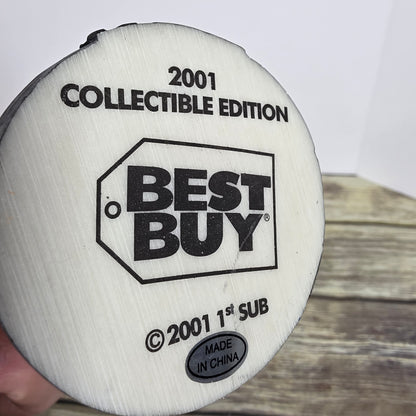 2001
COLLECTIBLE EDITION
BEST
BUY®
©2001 1st SUB
MADE
IN CHINA